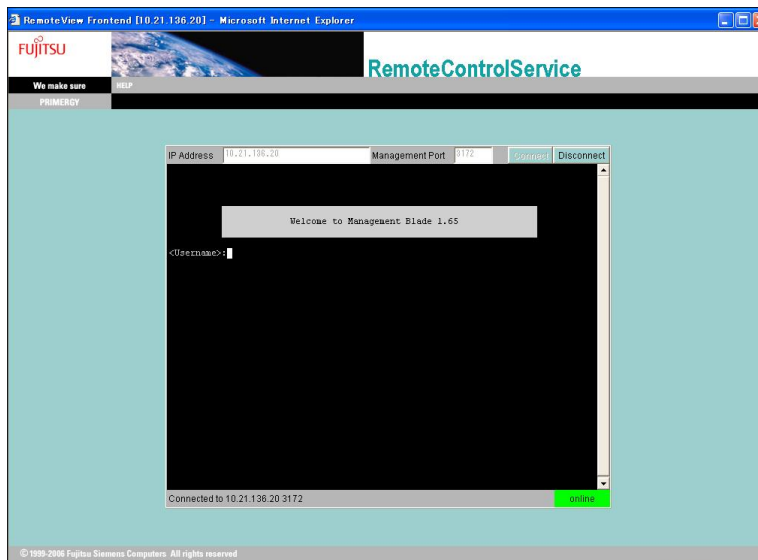 RemoteView Frontend [10.21.136.20] - Microsoft Internet Explorer
FUJITSU
RemoteControlService
We make sure
HELP
PRIMERGY
IP Address 10.21.136.20 Management Port 3172 Connect Disconnect
Welcome to Management Blade 1.65
<Username>:
Connected to 10.21.136.20 3172 online
© 1999-2006 Fujitsu Siemens Computers All rights reserved